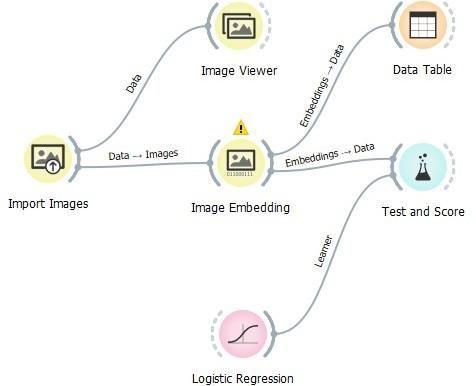 Data
Image Viewer
Embeddings → Data
Data Table
Data → Images
Embeddings → Data
Import Images
011000111
Image Embedding
Test and Score
Learner
Logistic Regression